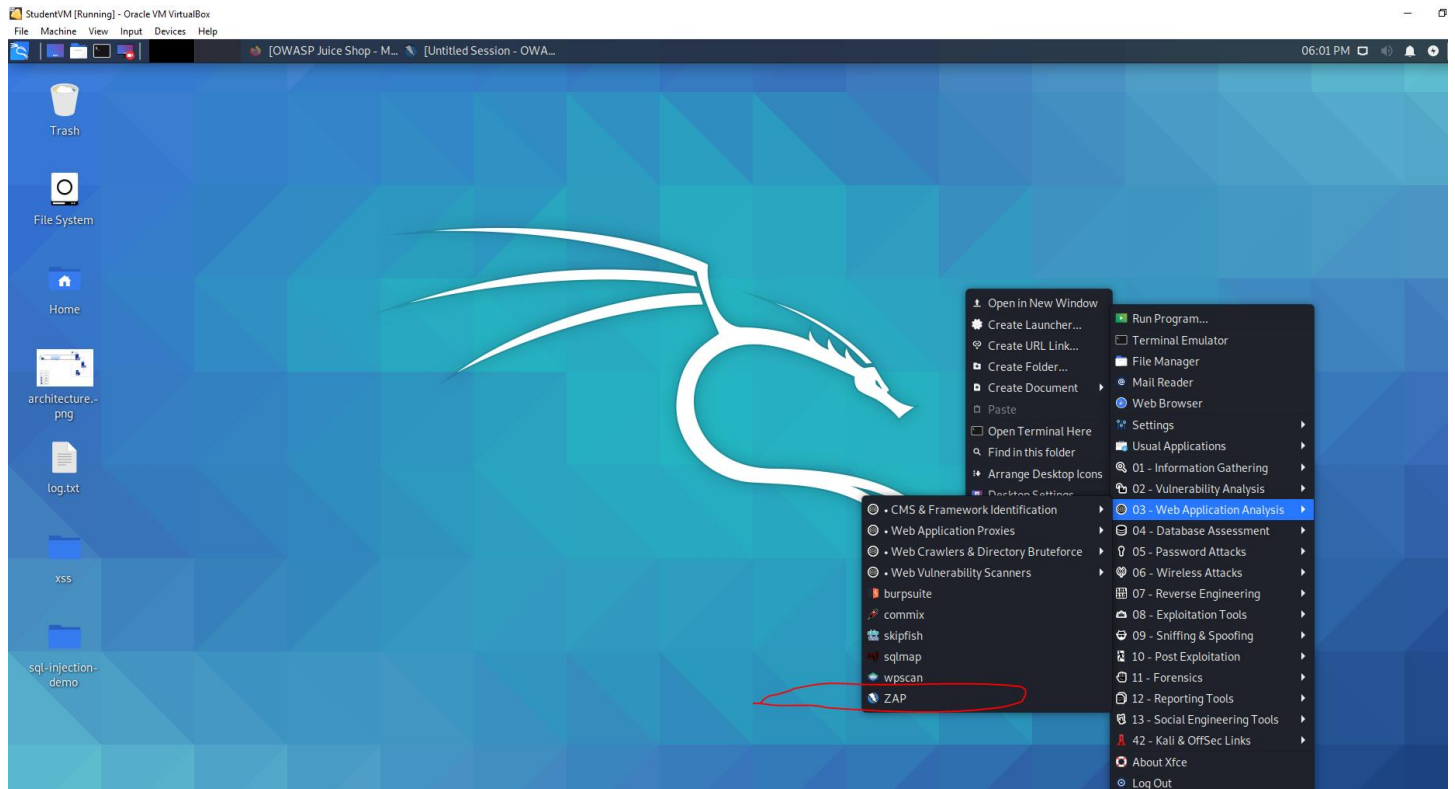 StudentVM [Running] - Oracle VM VirtualBox
File Machine View Input Devices Help
[OWASP Juice Shop - M... [Untitled Session - OWA...
06:01 PM
Trash
File System
Home
architecture.-
png
log.txt
xss
sql-injection-
demo
Open in New Window
Create Launcher...
Create URL Link...
Create Folder...
Create Document
Paste
Open Terminal Here
Find in this folder
Arrange Desktop Icons
Desktop Settings
Run Program...
Terminal Emulator
File Manager
Mail Reader
Web Browser
Settings
Usual Applications
01 - Information Gathering
02 - Vulnerability Analysis
03 - Web Application Analysis
04 - Database Assessment
05 - Password Attacks
06 - Wireless Attacks
07 - Reverse Engineering
08 - Exploitation Tools
09 - Sniffing & Spoofing
10 - Post Exploitation
11 - Forensics
12 - Reporting Tools
13 - Social Engineering Tools
42 - Kali & OffSec Links
About Xfce
Log Out
• CMS & Framework Identification
• Web Application Proxies
• Web Crawlers & Directory Bruteforce
• Web Vulnerability Scanners
burpsuite
commix
skipfish
sqlmap
wpscan
ZAP